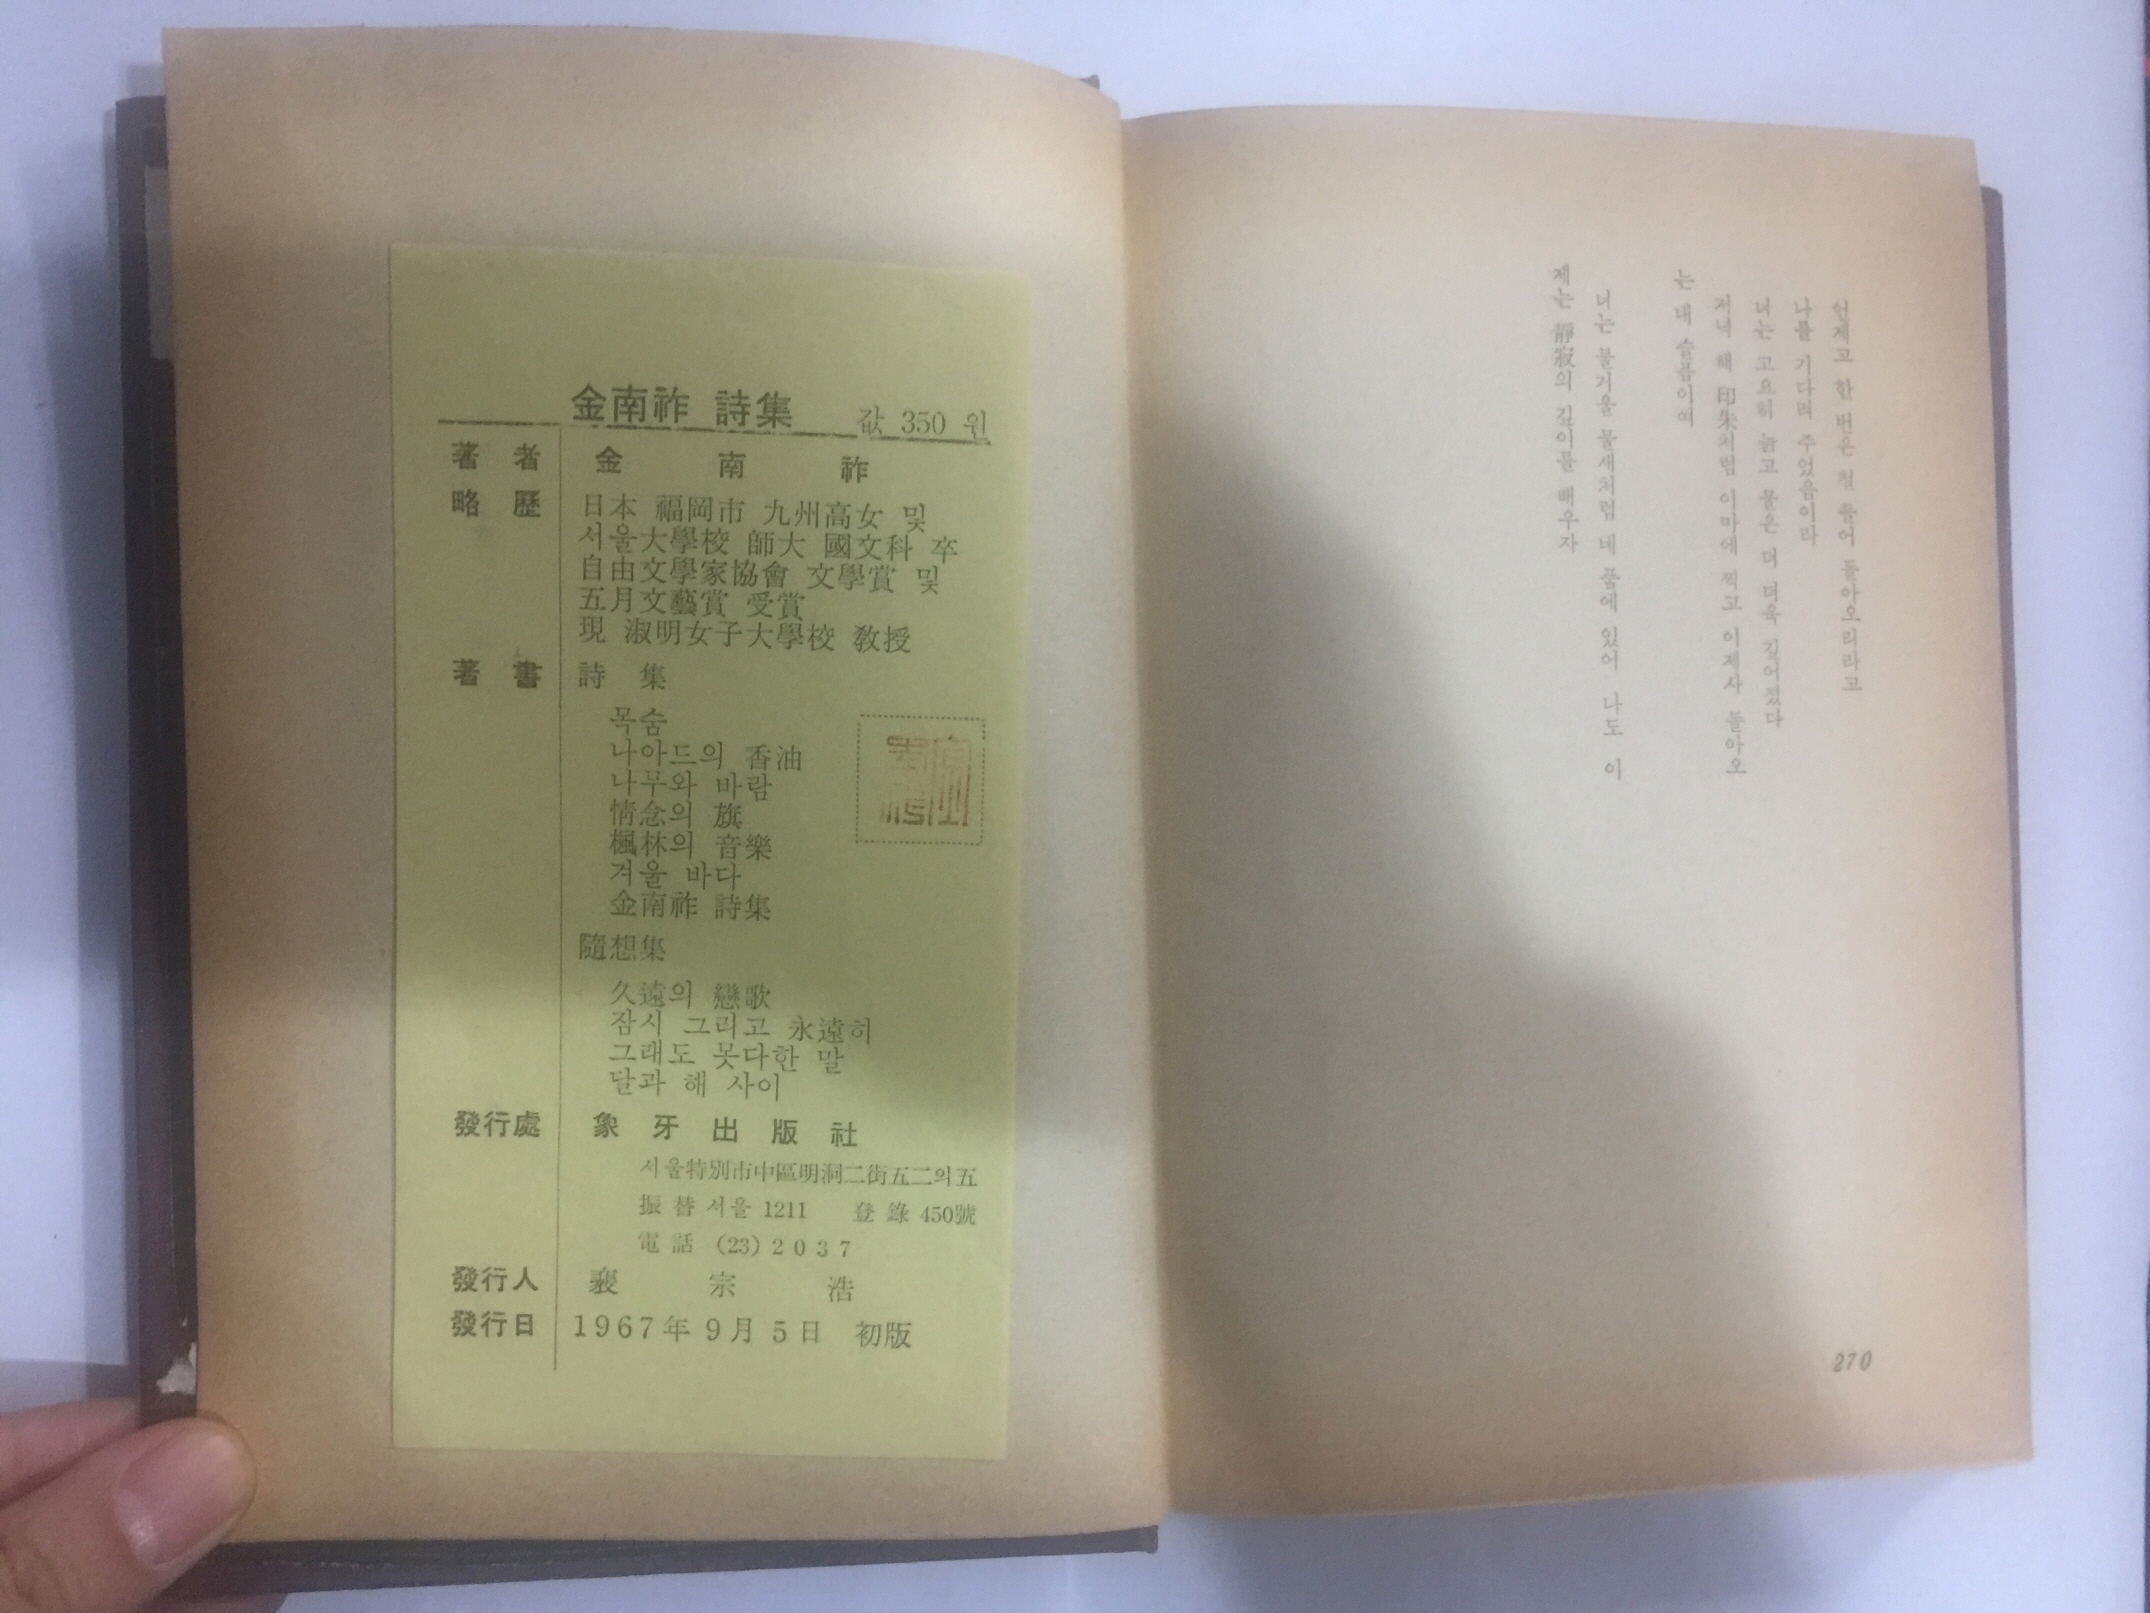 金南祚 詩集 값 350 원
著者 金南祚
略歷 日本 福岡市 九州高女 및
서울大學校 師大 國文科 卒
自由文學家協會 文學賞 및
五月文藝賞 受賞
現 淑明女子大學校 敎授
著書 詩集
목숨
나아드의 香油
나무와 바람
情念의 旗
楓林의 音樂
겨울 바다
金南祚 詩集
隨想集
久遠의 戀歌
잠시 그리고 永遠히
그래도 못다한 말
달과 해 사이
發行處 象牙出版社
서울特別市中區明洞二街五二의五
振替 서울 1211 登錄 450號
電話 (23) 2037
發行人 裵宗浩
發行日 1967年 9月 5日 初版
언제고 한 번은 철 들어 돌아오리라고
나를 기다려 주었음이라
너는 고요히 늙고 물은 더 더욱 깊어졌다
저녁 해 印朱처럼 이마에 찍고 이제사 돌아오
는 내 슬픔이여
너는 물거울 물새처럼 네 품에 있어 나도 이
제는 靜寂의 깊이를 배우자
270